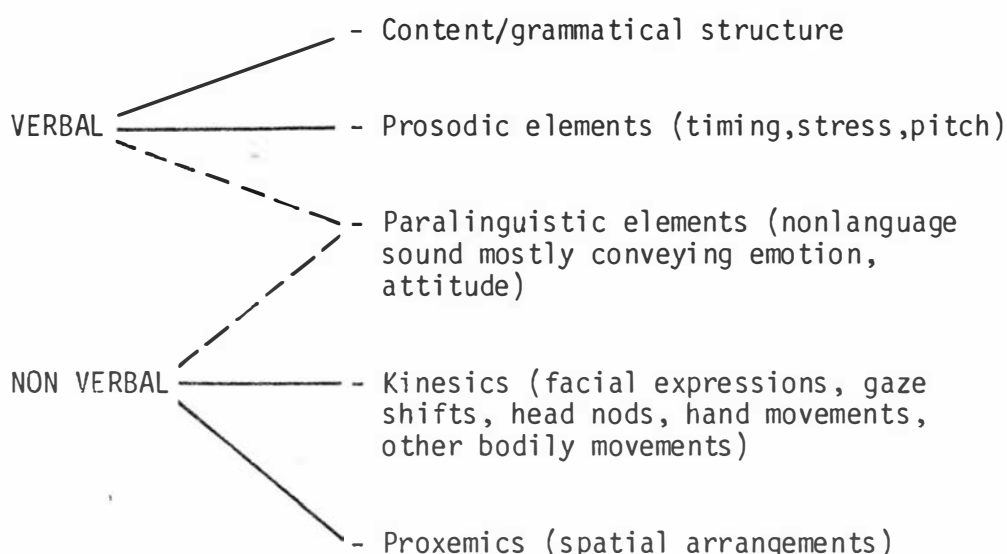 - Content/grammatical structure
VERBAL
- Prosodic elements (timing,stress,pitch)
- Paralinguistic elements (nonlanguage
sound mostly conveying emotion,
attitude)
NON VERBAL
- Kinesics (facial expressions, gaze
shifts, head nods, hand movements,
other bodily movements)
- Proxemics (spatial arrangements)